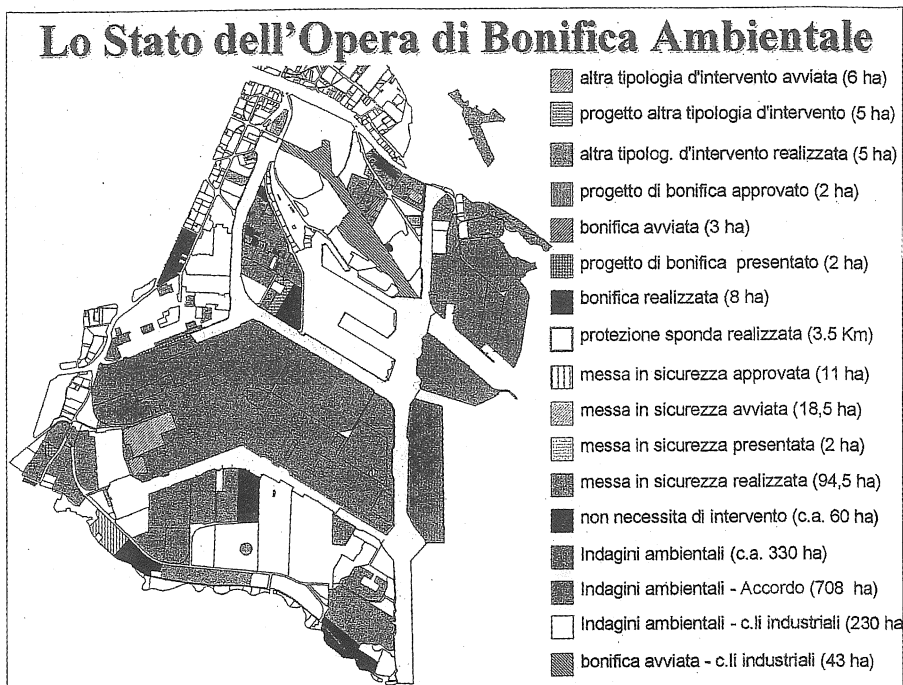 Lo Stato dell'Opera di Bonifica Ambientale
altra tipologia d'intervento avviata (6 ha)
progetto altra tipologia d'intervento (5 ha)
altra tipolog. d'intervento realizzata (5 ha)
progetto di bonifica approvato (2 ha)
bonifica avviata (3 ha)
progetto di bonifica presentato (2 ha)
bonifica realizzata (8 ha)
protezione sponda realizzata (3.5 Km)
messa in sicurezza approvata (11 ha)
messa in sicurezza avviata (18,5 ha)
messa in sicurezza presentata (2 ha)
messa in sicurezza realizzata (94,5 ha)
non necessita di intervento (c.a. 60 ha)
Indagini ambientali (c.a. 330 ha)
Indagini ambientali - Accordo (708 ha)
Indagini ambientali - c.li industriali (230 ha
bonifica avviata - c.li industriali (43 ha)